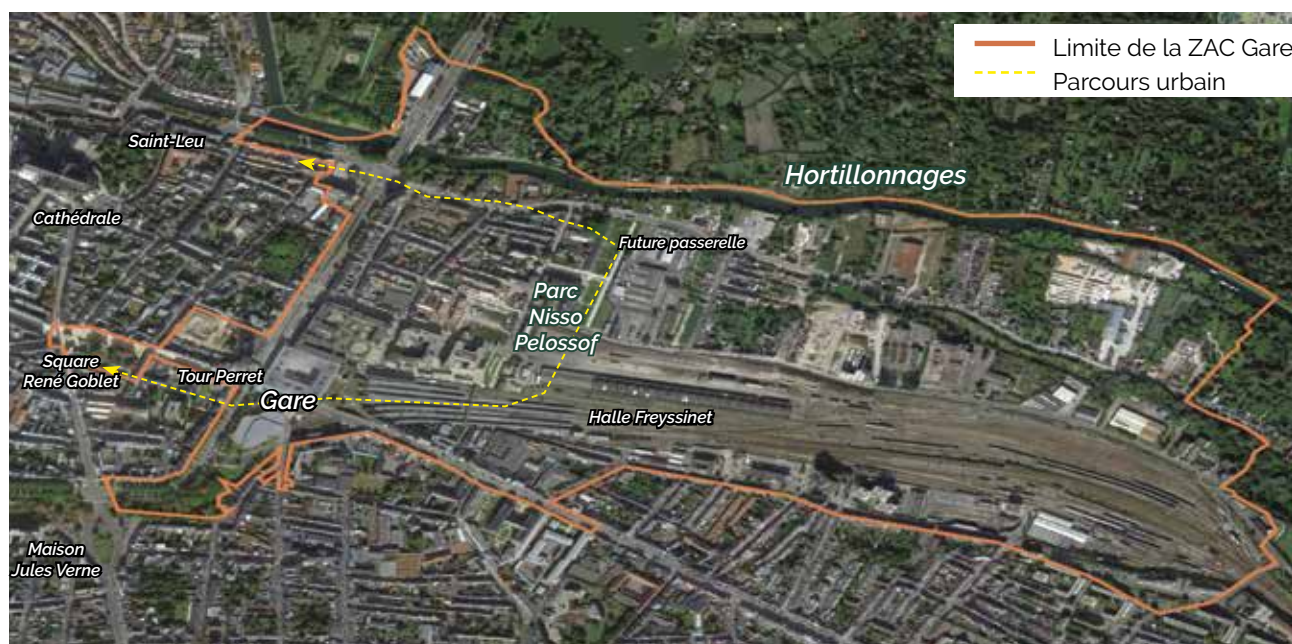 Limite de la ZAC Gare
Parcours urbain
Saint-Leu
Hortillonnages
Cathédrale
Future passerelle
Parc
Nisso
Pelossof
Square
René Goblet
Tour Perret
Gare
Halle Freyssinet
Maison
Jules Verne